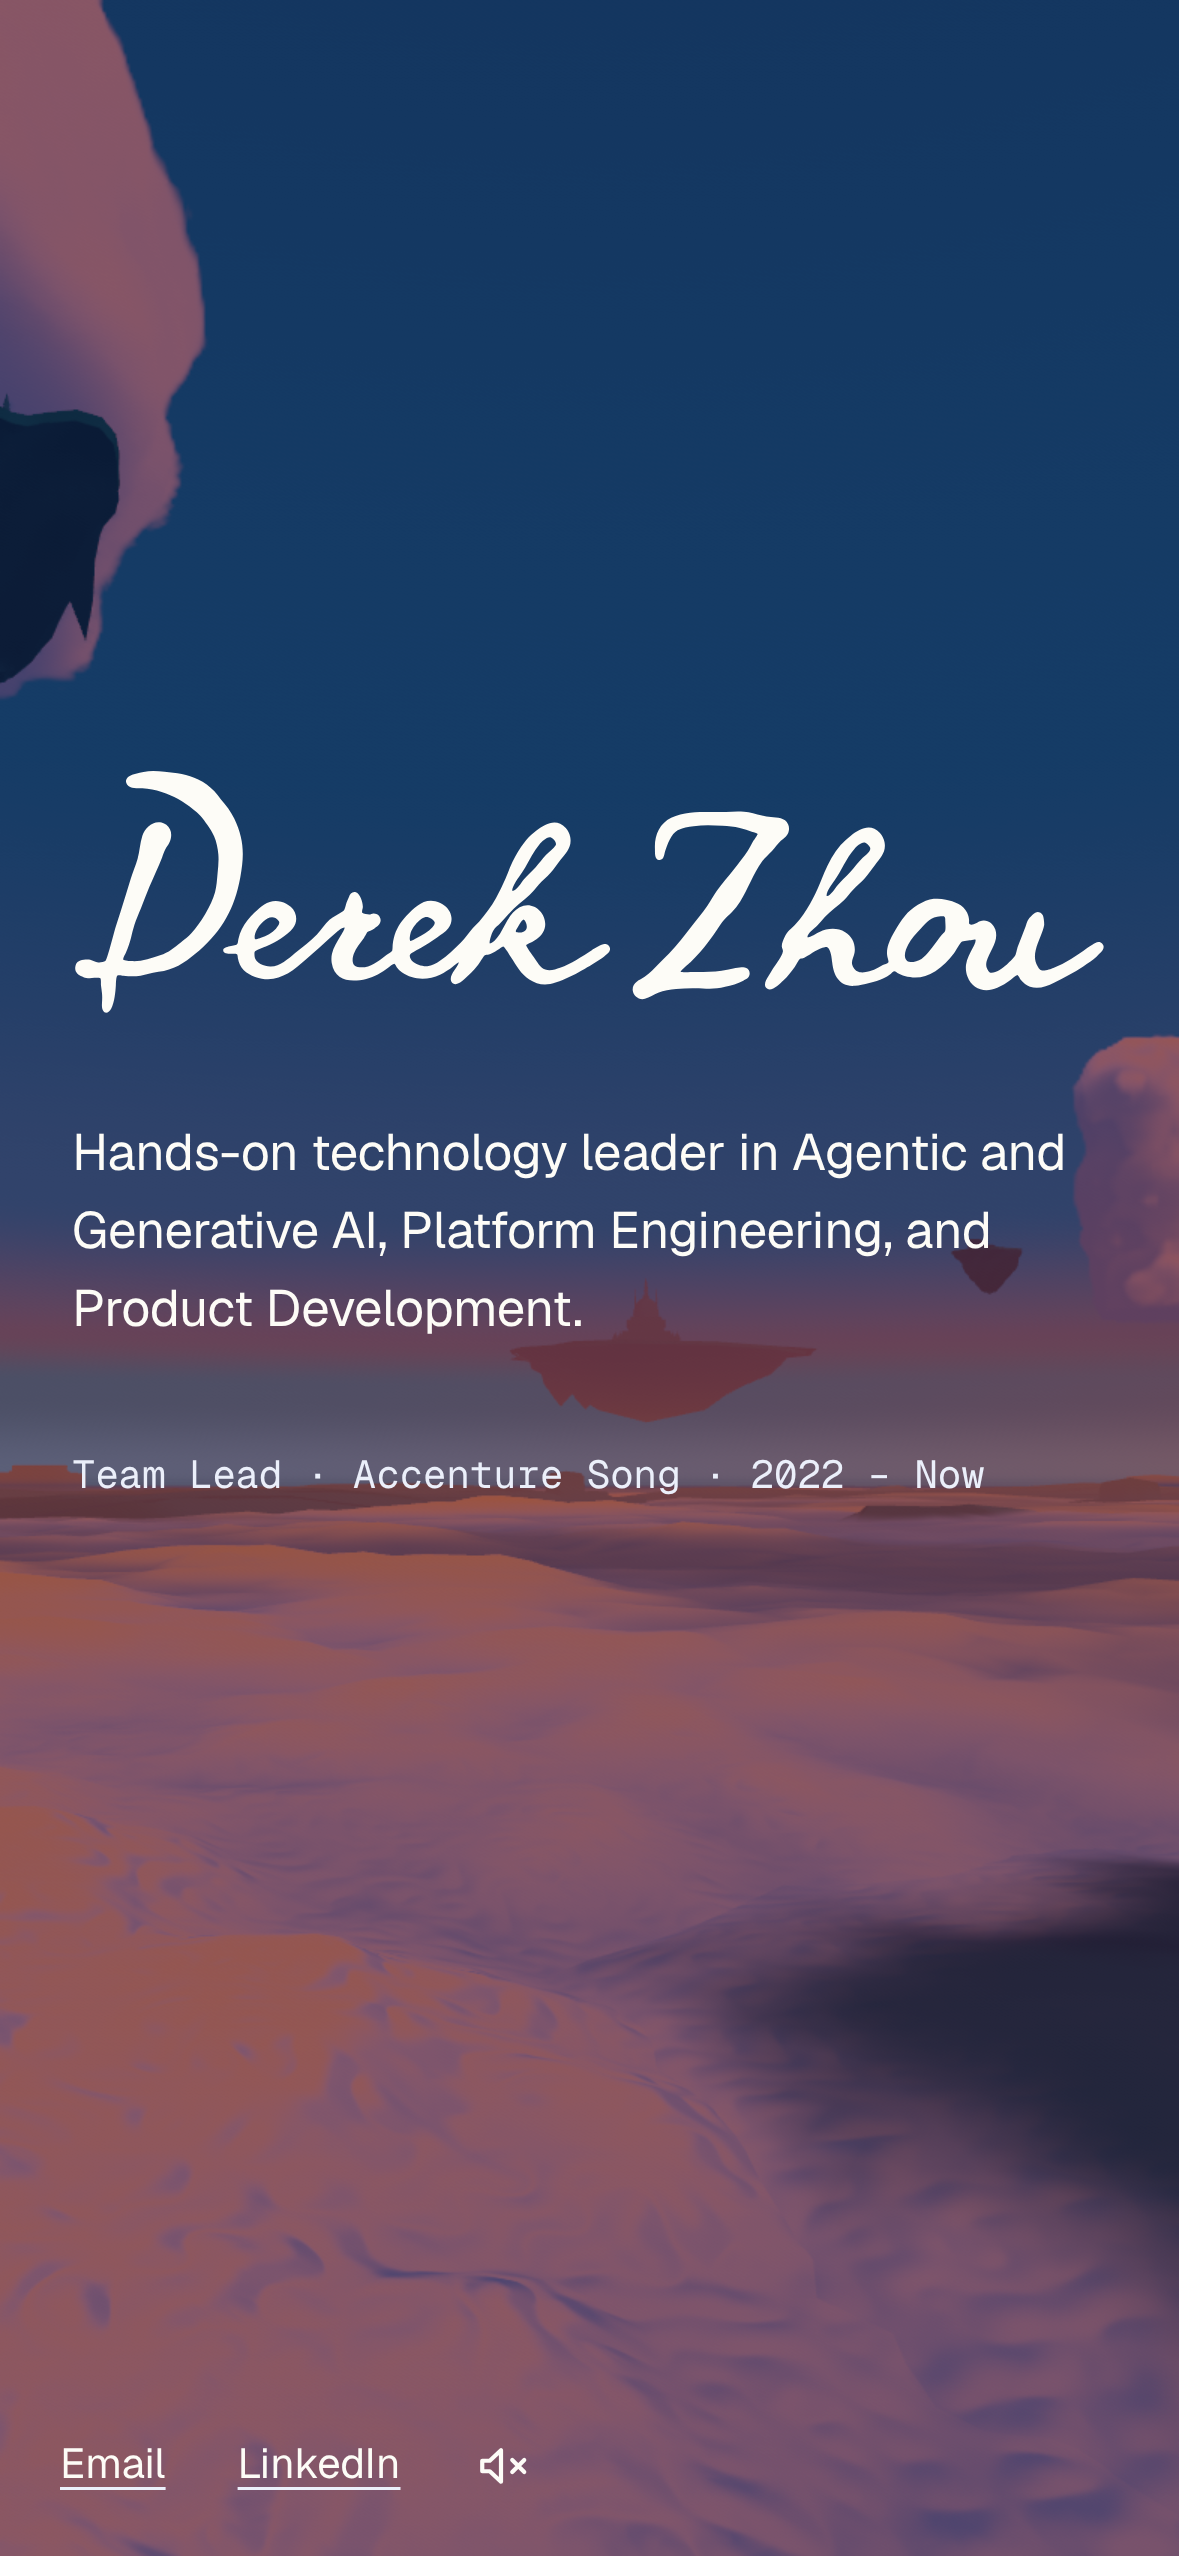 Derek Zhou
Hands-on technology leader in Agentic and
Generative AI, Platform Engineering, and
Product Development.
Team Lead · Accenture Song · 2022 – Now
Email LinkedIn